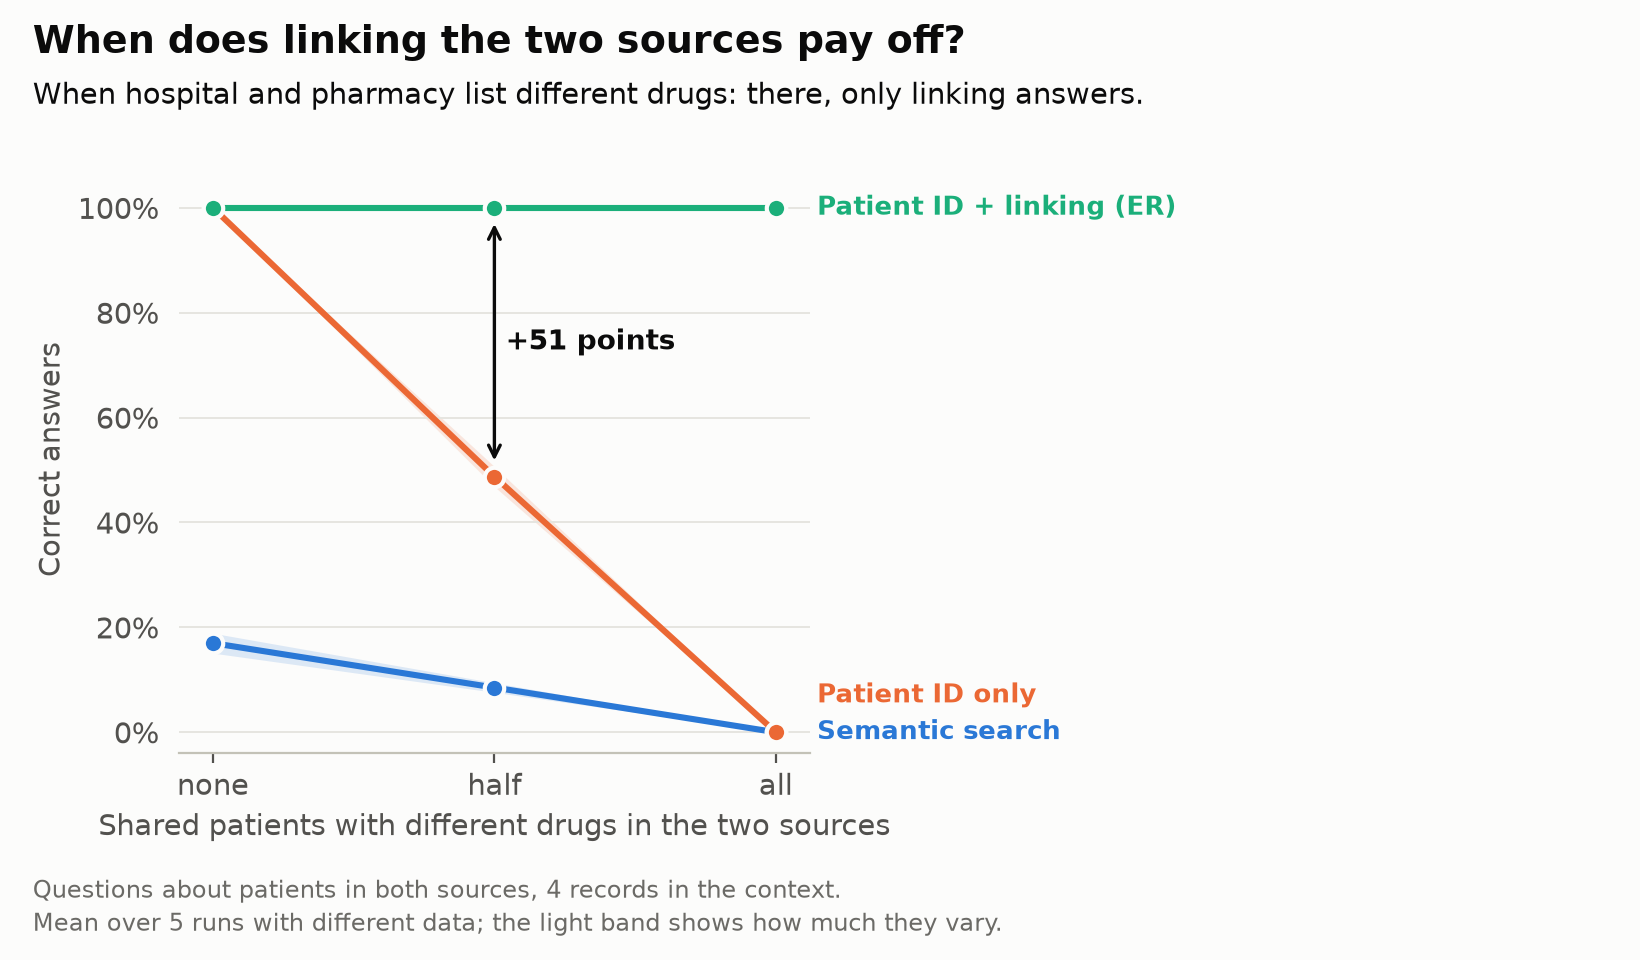 When does linking the two sources pay off?
When hospital and pharmacy list different drugs: there, only linking answers.
100%
Patient ID + linking (ER)
80%
+51 points
60%
Correct answers
40%
20%
Patient ID only
0%
Semantic search
none half all
Shared patients with different drugs in the two sources
Questions about patients in both sources, 4 records in the context.
Mean over 5 runs with different data; the light band shows how much they vary.